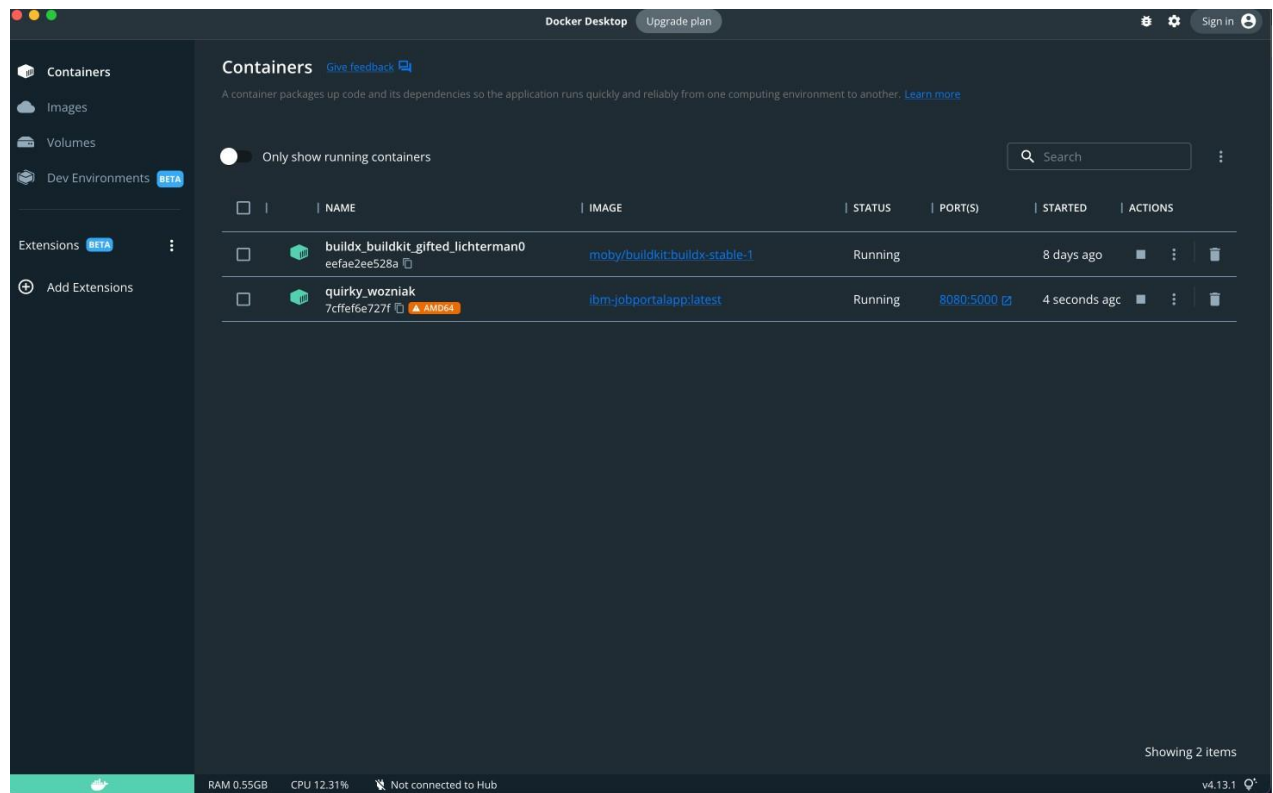 Docker Desktop Upgrade plan Sign in
Containers
Images
Volumes
Dev Environments BETA
Extensions BETA
Add Extensions
Containers Give feedback
A container packages up code and its dependencies so the application runs quickly and reliably from one computing environment to another. Learn more
Only show running containers Search
NAME IMAGE STATUS PORT(S) STARTED ACTIONS
buildx_buildkit_gifted_lichterman0 moby/buildkit:buildx-stable-1 Running 8 days ago
eefae2ee528a
quirky_wozniak ibm-jobportalapp:latest Running 8080:5000 4 seconds agc
7cffef6e727f AMD64
Showing 2 items
RAM 0.55GB CPU 12.31% Not connected to Hub v4.13.1